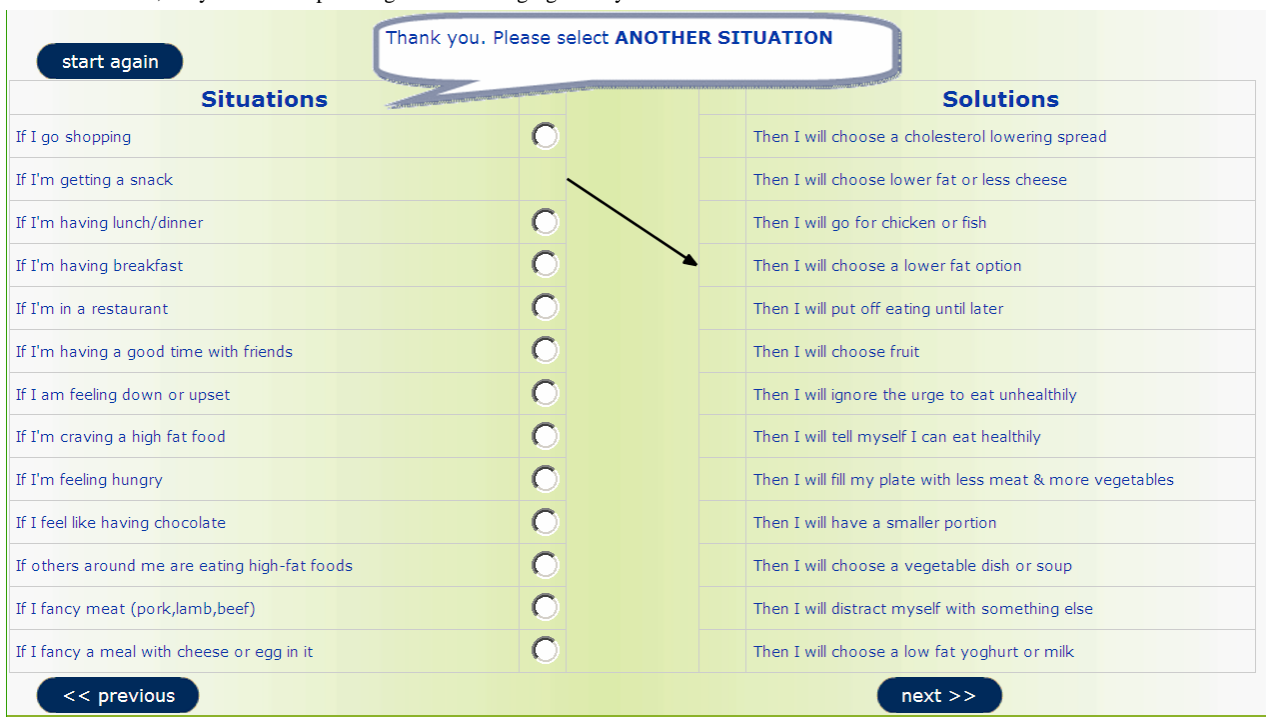 Thank you. Please select ANOTHER SITUATION
start again
Situations
Solutions
If I go shopping
Then I will choose a cholesterol lowering spread
If I'm getting a snack
Then I will choose lower fat or less cheese
If I'm having lunch/dinner
Then I will go for chicken or fish
If I'm having breakfast
Then I will choose a lower fat option
If I'm in a restaurant
Then I will put off eating until later
If I'm having a good time with friends
Then I will choose fruit
If I am feeling down or upset
Then I will ignore the urge to eat unhealthily
If I'm craving a high fat food
Then I will tell myself I can eat healthily
If I'm feeling hungry
Then I will fill my plate with less meat & more vegetables
If I feel like having chocolate
Then I will have a smaller portion
If others around me are eating high-fat foods
Then I will choose a vegetable dish or soup
If I fancy meat (pork,lamb,beef)
Then I will distract myself with something else
If I fancy a meal with cheese or egg in it
Then I will choose a low fat yoghurt or milk
<< previous
next >>